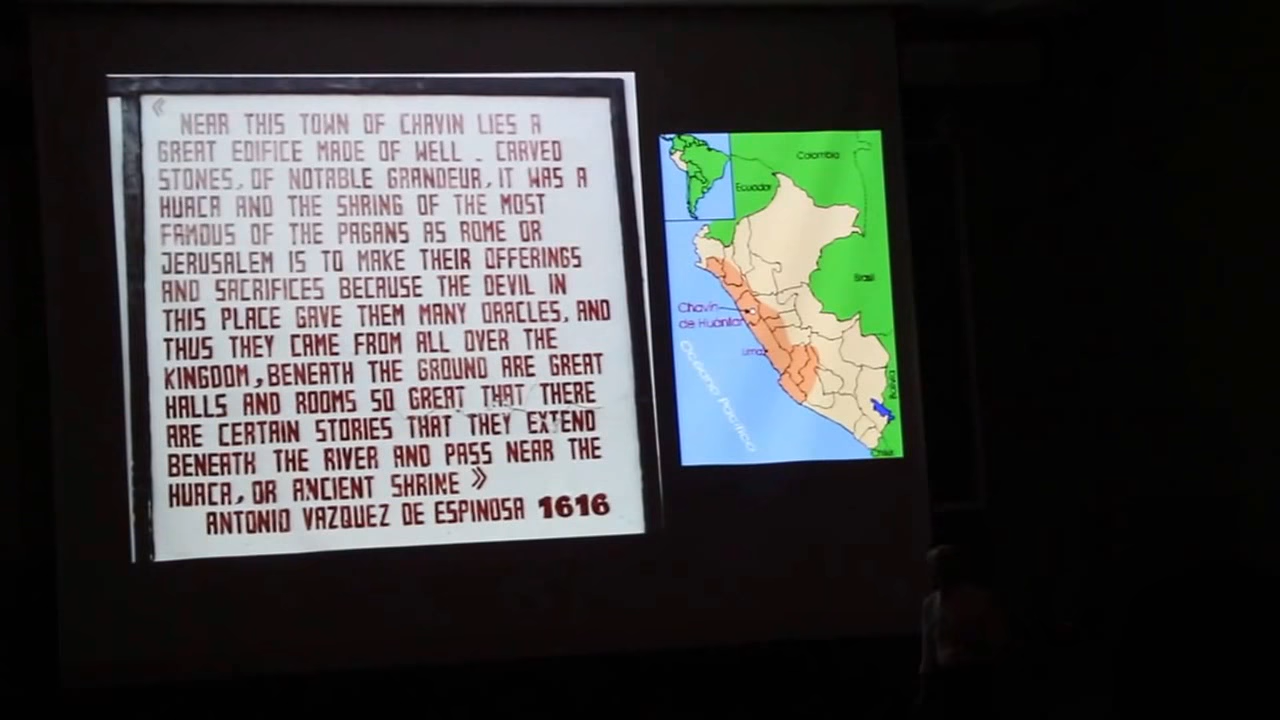 «
NEAR THIS TOWN OF CHAVIN LIES A
GREAT EDIFICE MADE OF WELL - CARVED
STONES, OF NOTABLE GRANDEUR, IT WAS A
HUACA AND THE SHRING OF THE MOST
FAMOUS OF THE PAGANS AS ROME OR
JERUSALEM IS TO MAKE THEIR OFFERINGS
AND SACRIFICES BECAUSE THE DEVIL IN
THIS PLACE GAVE THEM MANY ORACLES, AND
THUS THEY CAME FROM ALL OVER THE
KINGDOM, BENEATH THE GROUND ARE GREAT
HALLS AND ROOMS SO GREAT THAT THERE
ARE CERTAIN STORIES THAT THEY EXTEND
BENEATH THE RIVER AND PASS NEAR THE
HUACA, OR ANCIENT SHRINE »
ANTONIO VAZQUEZ DE ESPINOSA 1616
Colombia
Ecuador
Brasil
Chavín
de Huántar
Lima
Océano Pacífico
Bolivia
Chile